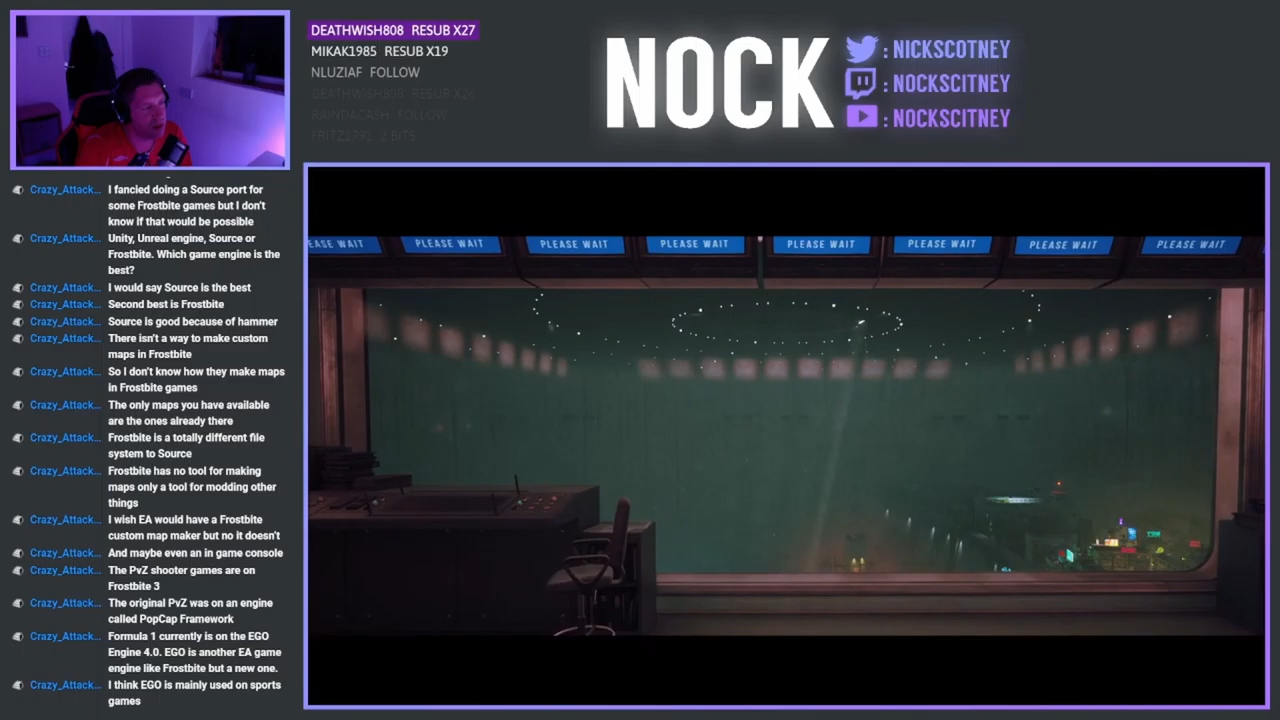 DEATHWISH808 RESUB X27
MIKAK1985 RESUB X19
NLUZIAF FOLLOW
DEATHWISH808 RESUB X26
RAINDACASH FOLLOW
FRITZ1791 2 BITS
NOCK
: NICKSCOTNEY
: NOCKSCITNEY
: NOCKSCITNEY
Crazy_Attack... I fancied doing a Source port for
some Frostbite games but I don't
know if that would be possible
Crazy_Attack... Unity, Unreal engine, Source or
Frostbite. Which game engine is the
best?
Crazy_Attack... I would say Source is the best
Crazy_Attack... Second best is Frostbite
Crazy_Attack... Source is good because of hammer
Crazy_Attack... There isn't a way to make custom
maps in Frostbite
Crazy_Attack... So I don't know how they make maps
in Frostbite games
Crazy_Attack... The only maps you have available
are the ones already there
Crazy_Attack... Frostbite is a totally different file
system to Source
Crazy_Attack... Frostbite has no tool for making
maps only a tool for modding other
things
Crazy_Attack... I wish EA would have a Frostbite
custom map maker but no it doesn't
Crazy_Attack... And maybe even an in game console
Crazy_Attack... The PvZ shooter games are on
Frostbite 3
Crazy_Attack... The original PvZ was on an engine
called PopCap Framework
Crazy_Attack... Formula 1 currently is on the EGO
Engine 4.0. EGO is another EA game
engine like Frostbite but a new one.
Crazy_Attack... I think EGO is mainly used on sports
games
EASE WAIT PLEASE WAIT PLEASE WAIT PLEASE WAIT PLEASE WAIT PLEASE WAIT PLEASE WAIT PLEASE WAIT